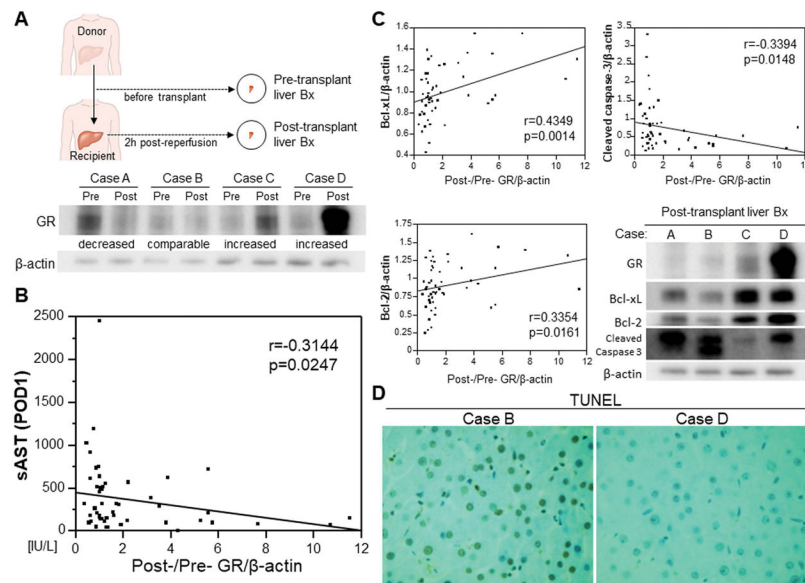 A
Donor
before transplant
Pre-transplant
liver Bx
2h post-reperfusion
Post-transplant
liver Bx
Recipient
Case A Case B Case C Case D
Pre Post Pre Post Pre Post Pre Post
GR
decreased comparable increased increased
β-actin
B
sAST (POD1)
2500
2000
1500
1000
500
0
[IU/L]
r=-0.3144
p=0.0247
0 2 4 6 8 10 12
Post-/Pre- GR/β-actin
C
Bcl-xL/β-actin
1.6
1.4
1.2
1
0.8
0.6
0.4
r=0.4349
p=0.0014
0 2 4 6 8 10 12
Post-/Pre- GR/β-actin
Cleaved caspase-3/β-actin
3.5
3
2.5
2
1.5
1
0.5
0
r=-0.3394
p=0.0148
0 2 4 6 8 10 12
Post-/Pre- GR/β-actin
Bcl-2/β-actin
1.75
1.5
1.25
1
0.75
0.5
0.25
0
r=0.3354
p=0.0161
0 2 4 6 8 10 12
Post-/Pre- GR/β-actin
Post-transplant liver Bx
Case: A B C D
GR
Bcl-xL
Bcl-2
Cleaved
Caspase 3
β-actin
D
TUNEL
Case B Case D